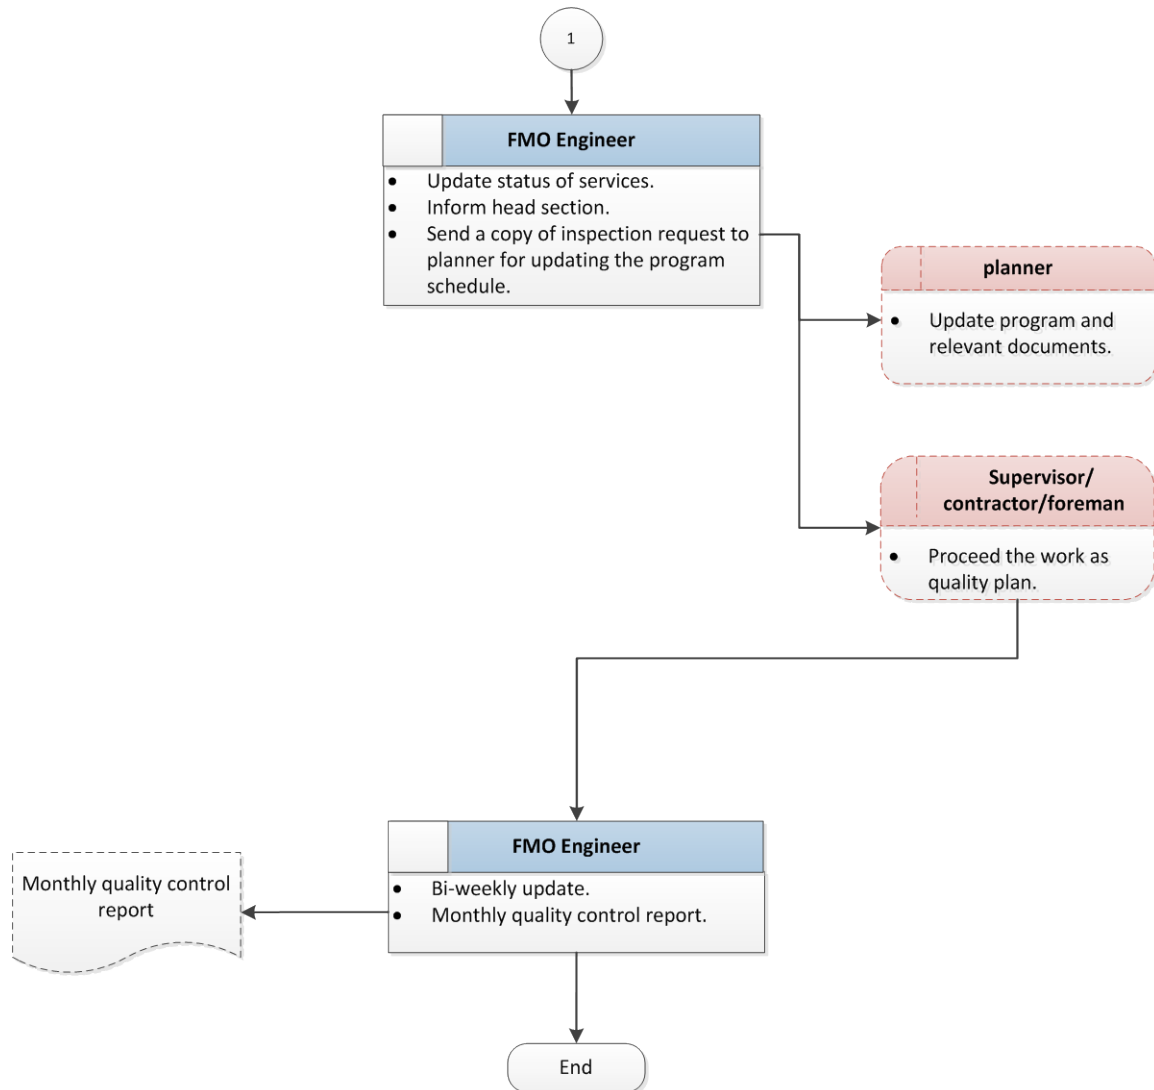 1
FMO Engineer
• Update status of services.
• Inform head section.
• Send a copy of inspection request to
planner for updating the program
schedule.
planner
• Update program and
relevant documents.
Supervisor/
contractor/foreman
• Proceed the work as
quality plan.
FMO Engineer
• Bi-weekly update.
• Monthly quality control report.
Monthly quality control
report
End